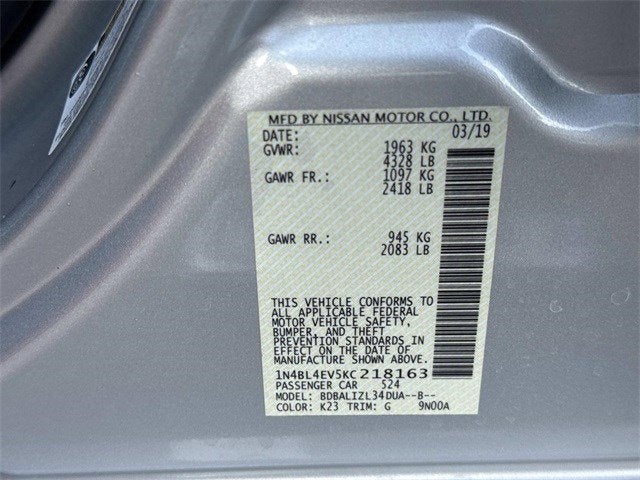 MFD BY NISSAN MOTOR CO., LTD.
DATE: 03/19
GVWR: 1963 KG
4328 LB
GAWR FR.: 1097 KG
2418 LB
GAWR RR.: 945 KG
2083 LB
THIS VEHICLE CONFORMS TO
ALL APPLICABLE FEDERAL
MOTOR VEHICLE SAFETY,
BUMPER, AND THEFT
PREVENTION STANDARDS IN
EFFECT ON THE DATE OF
MANUFACTURE SHOWN ABOVE.
1N4BL4EV5KC218163
PASSENGER CAR 524
MODEL: BDBALIZL34DUA--B--
COLOR: K23 TRIM: G 9N00A